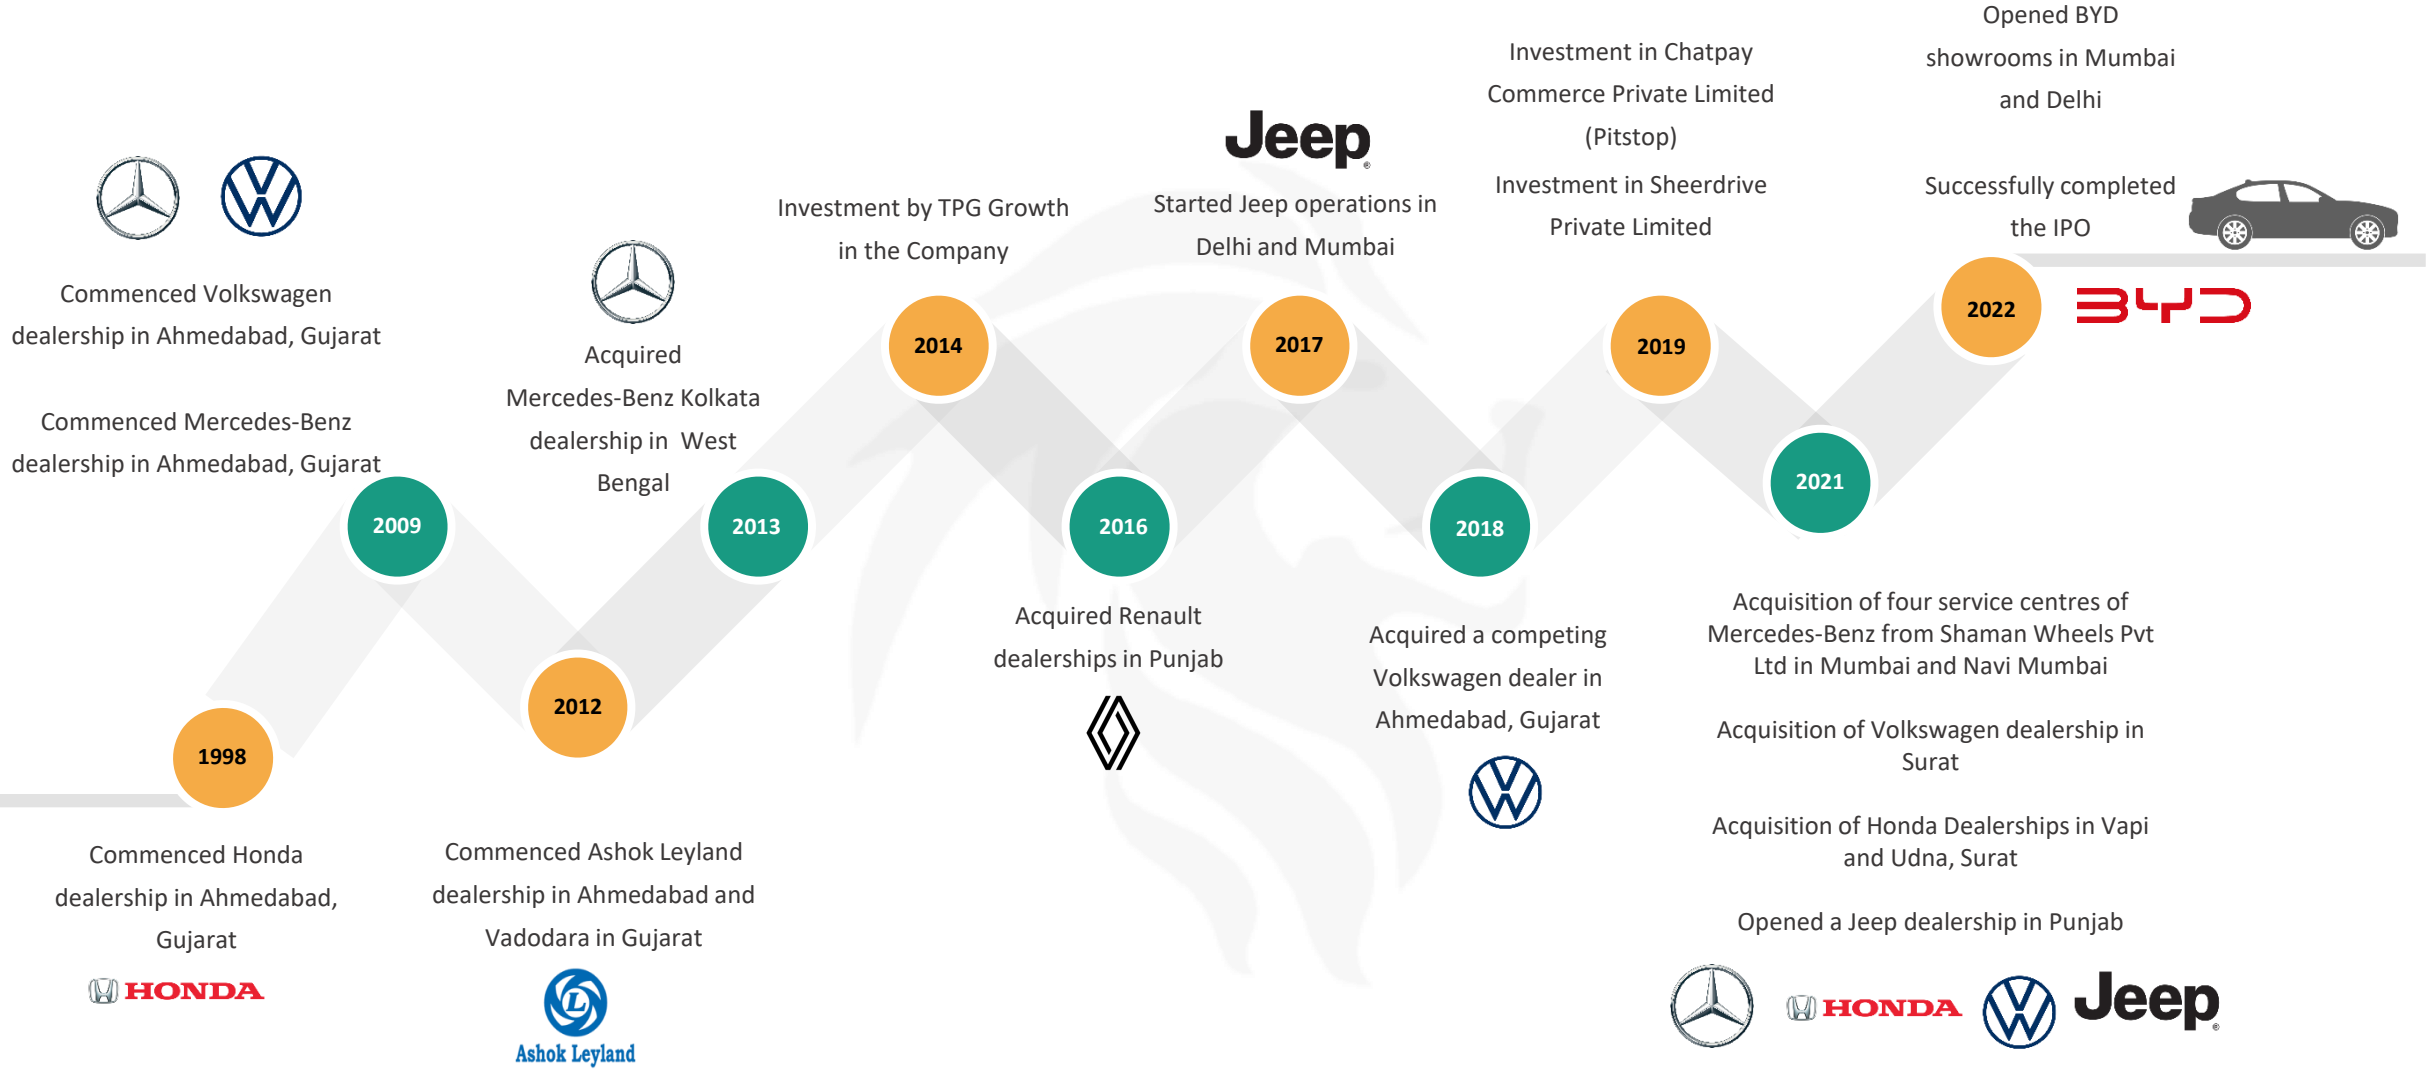 Commenced Volkswagen
dealership in Ahmedabad, Gujarat
Commenced Mercedes-Benz
dealership in Ahmedabad, Gujarat
2009
1998
Commenced Honda
dealership in Ahmedabad,
Gujarat
HONDA
2012
Commenced Ashok Leyland
dealership in Ahmedabad and
Vadodara in Gujarat
L
Ashok Leyland
Acquired
Mercedes-Benz Kolkata
dealership in West
Bengal
2013
Investment by TPG Growth
in the Company
2014
2016
Acquired Renault
dealerships in Punjab
Jeep
®
Started Jeep operations in
Delhi and Mumbai
2017
2018
Acquired a competing
Volkswagen dealer in
Ahmedabad, Gujarat
Investment in Chatpay
Commerce Private Limited
(Pitstop)
Investment in Sheerdrive
Private Limited
2019
2021
Acquisition of four service centres of
Mercedes-Benz from Shaman Wheels Pvt
Ltd in Mumbai and Navi Mumbai
Acquisition of Volkswagen dealership in
Surat
Acquisition of Honda Dealerships in Vapi
and Udna, Surat
Opened a Jeep dealership in Punjab
HONDA
Jeep
®
Opened BYD
showrooms in Mumbai
and Delhi
Successfully completed
the IPO
2022
BYD